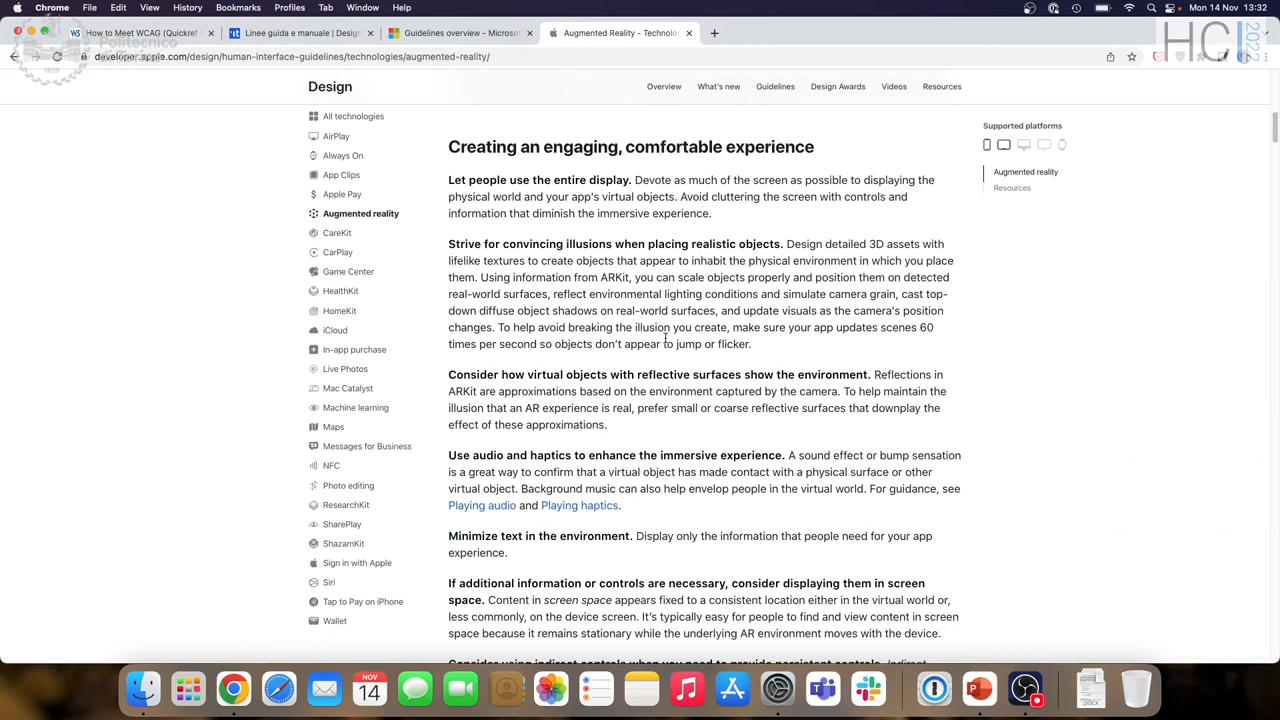 Chrome File Edit View History Bookmarks Profiles Tab Window Help
Mon 14 Nov 13:32
How to Meet WCAG (Quickref
Linee guida e manuale | Desig
Guidelines overview - Microso
Augmented Reality - Technolo
Politecnico
1859
HCI 2022
developer.apple.com/design/human-interface-guidelines/technologies/augmented-reality/
Design
Overview What's new Guidelines Design Awards Videos Resources
All technologies
AirPlay
Always On
App Clips
Apple Pay
Augmented reality
CareKit
CarPlay
Game Center
HealthKit
HomeKit
iCloud
In-app purchase
Live Photos
Mac Catalyst
Machine learning
Maps
Messages for Business
NFC
Photo editing
ResearchKit
SharePlay
ShazamKit
Sign in with Apple
Siri
Tap to Pay on iPhone
Wallet
Creating an engaging, comfortable experience
Let people use the entire display. Devote as much of the screen as possible to displaying the
physical world and your app's virtual objects. Avoid cluttering the screen with controls and
information that diminish the immersive experience.
Strive for convincing illusions when placing realistic objects. Design detailed 3D assets with
lifelike textures to create objects that appear to inhabit the physical environment in which you place
them. Using information from ARKit, you can scale objects properly and position them on detected
real-world surfaces, reflect environmental lighting conditions and simulate camera grain, cast top-
down diffuse object shadows on real-world surfaces, and update visuals as the camera's position
changes. To help avoid breaking the illusion you create, make sure your app updates scenes 60
times per second so objects don't appear to jump or flicker.
Consider how virtual objects with reflective surfaces show the environment. Reflections in
ARKit are approximations based on the environment captured by the camera. To help maintain the
illusion that an AR experience is real, prefer small or coarse reflective surfaces that downplay the
effect of these approximations.
Use audio and haptics to enhance the immersive experience. A sound effect or bump sensation
is a great way to confirm that a virtual object has made contact with a physical surface or other
virtual object. Background music can also help envelop people in the virtual world. For guidance, see
Playing audio and Playing haptics.
Minimize text in the environment. Display only the information that people need for your app
experience.
If additional information or controls are necessary, consider displaying them in screen
space. Content in screen space appears fixed to a consistent location either in the virtual world or,
less commonly, on the device screen. It's typically easy for people to find and view content in screen
space because it remains stationary while the underlying AR environment moves with the device.
Consider using indirect controls when you need to provide persistent controls. Indirect
Supported platforms
Augmented reality
Resources
NOV
14
.DOCX